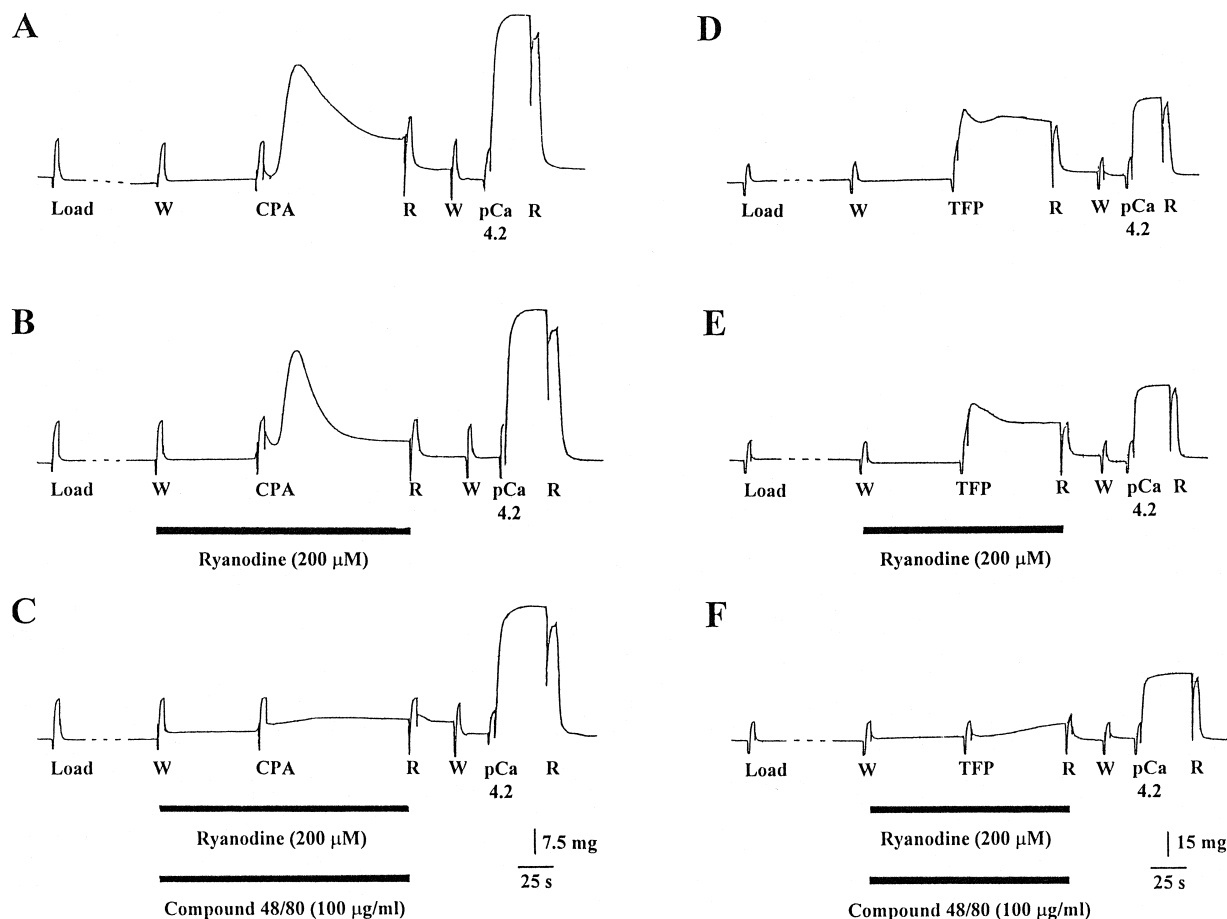 A
Load W CPA R W pCa R
4.2
B
Load W CPA R W pCa R
4.2
Ryanodine (200 µM)
C
Load W CPA R W pCa R
4.2
Ryanodine (200 µM)
7.5 mg
25 s
Compound 48/80 (100 µg/ml)
D
Load W TFP R W pCa R
4.2
E
Load W TFP R W pCa R
4.2
Ryanodine (200 µM)
F
Load W TFP R W pCa R
4.2
Ryanodine (200 µM)
15 mg
25 s
Compound 48/80 (100 µg/ml)